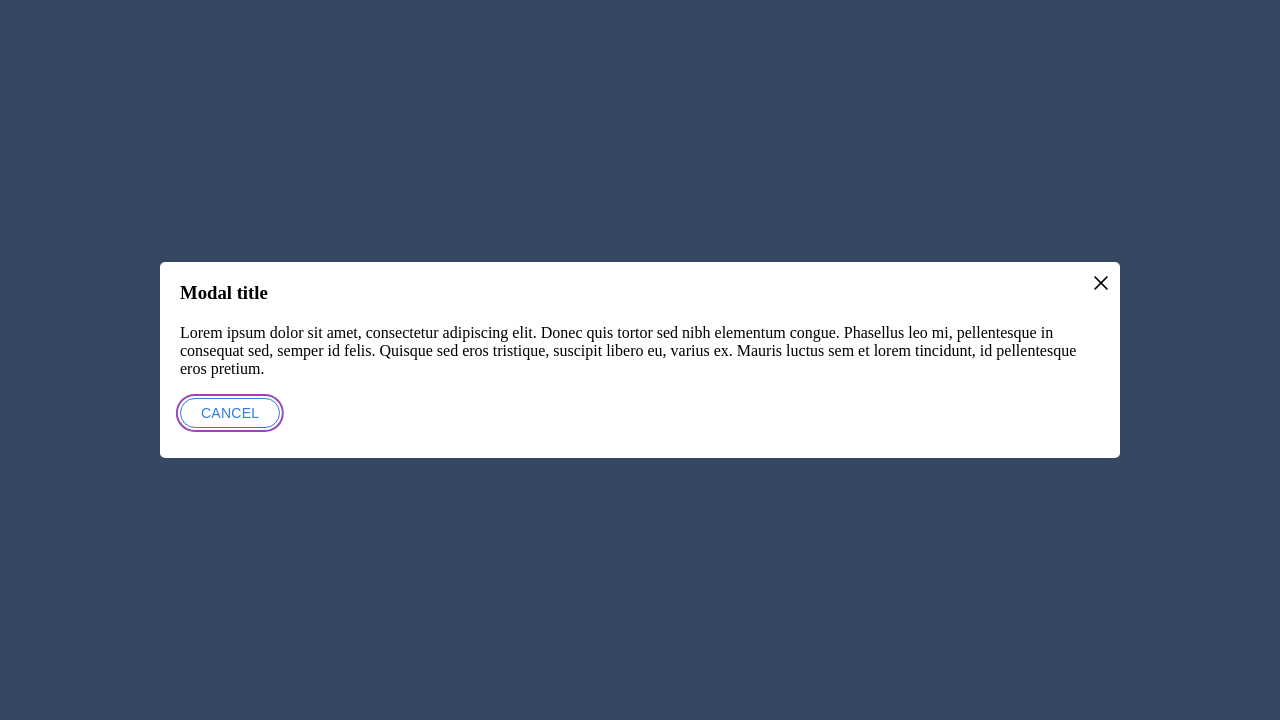 Modal title
Lorem ipsum dolor sit amet, consectetur adipiscing elit. Donec quis tortor sed nibh elementum congue. Phasellus leo mi, pellentesque in
consequat sed, semper id felis. Quisque sed eros tristique, suscipit libero eu, varius ex. Mauris luctus sem et lorem tincidunt, id pellentesque
eros pretium.
CANCEL